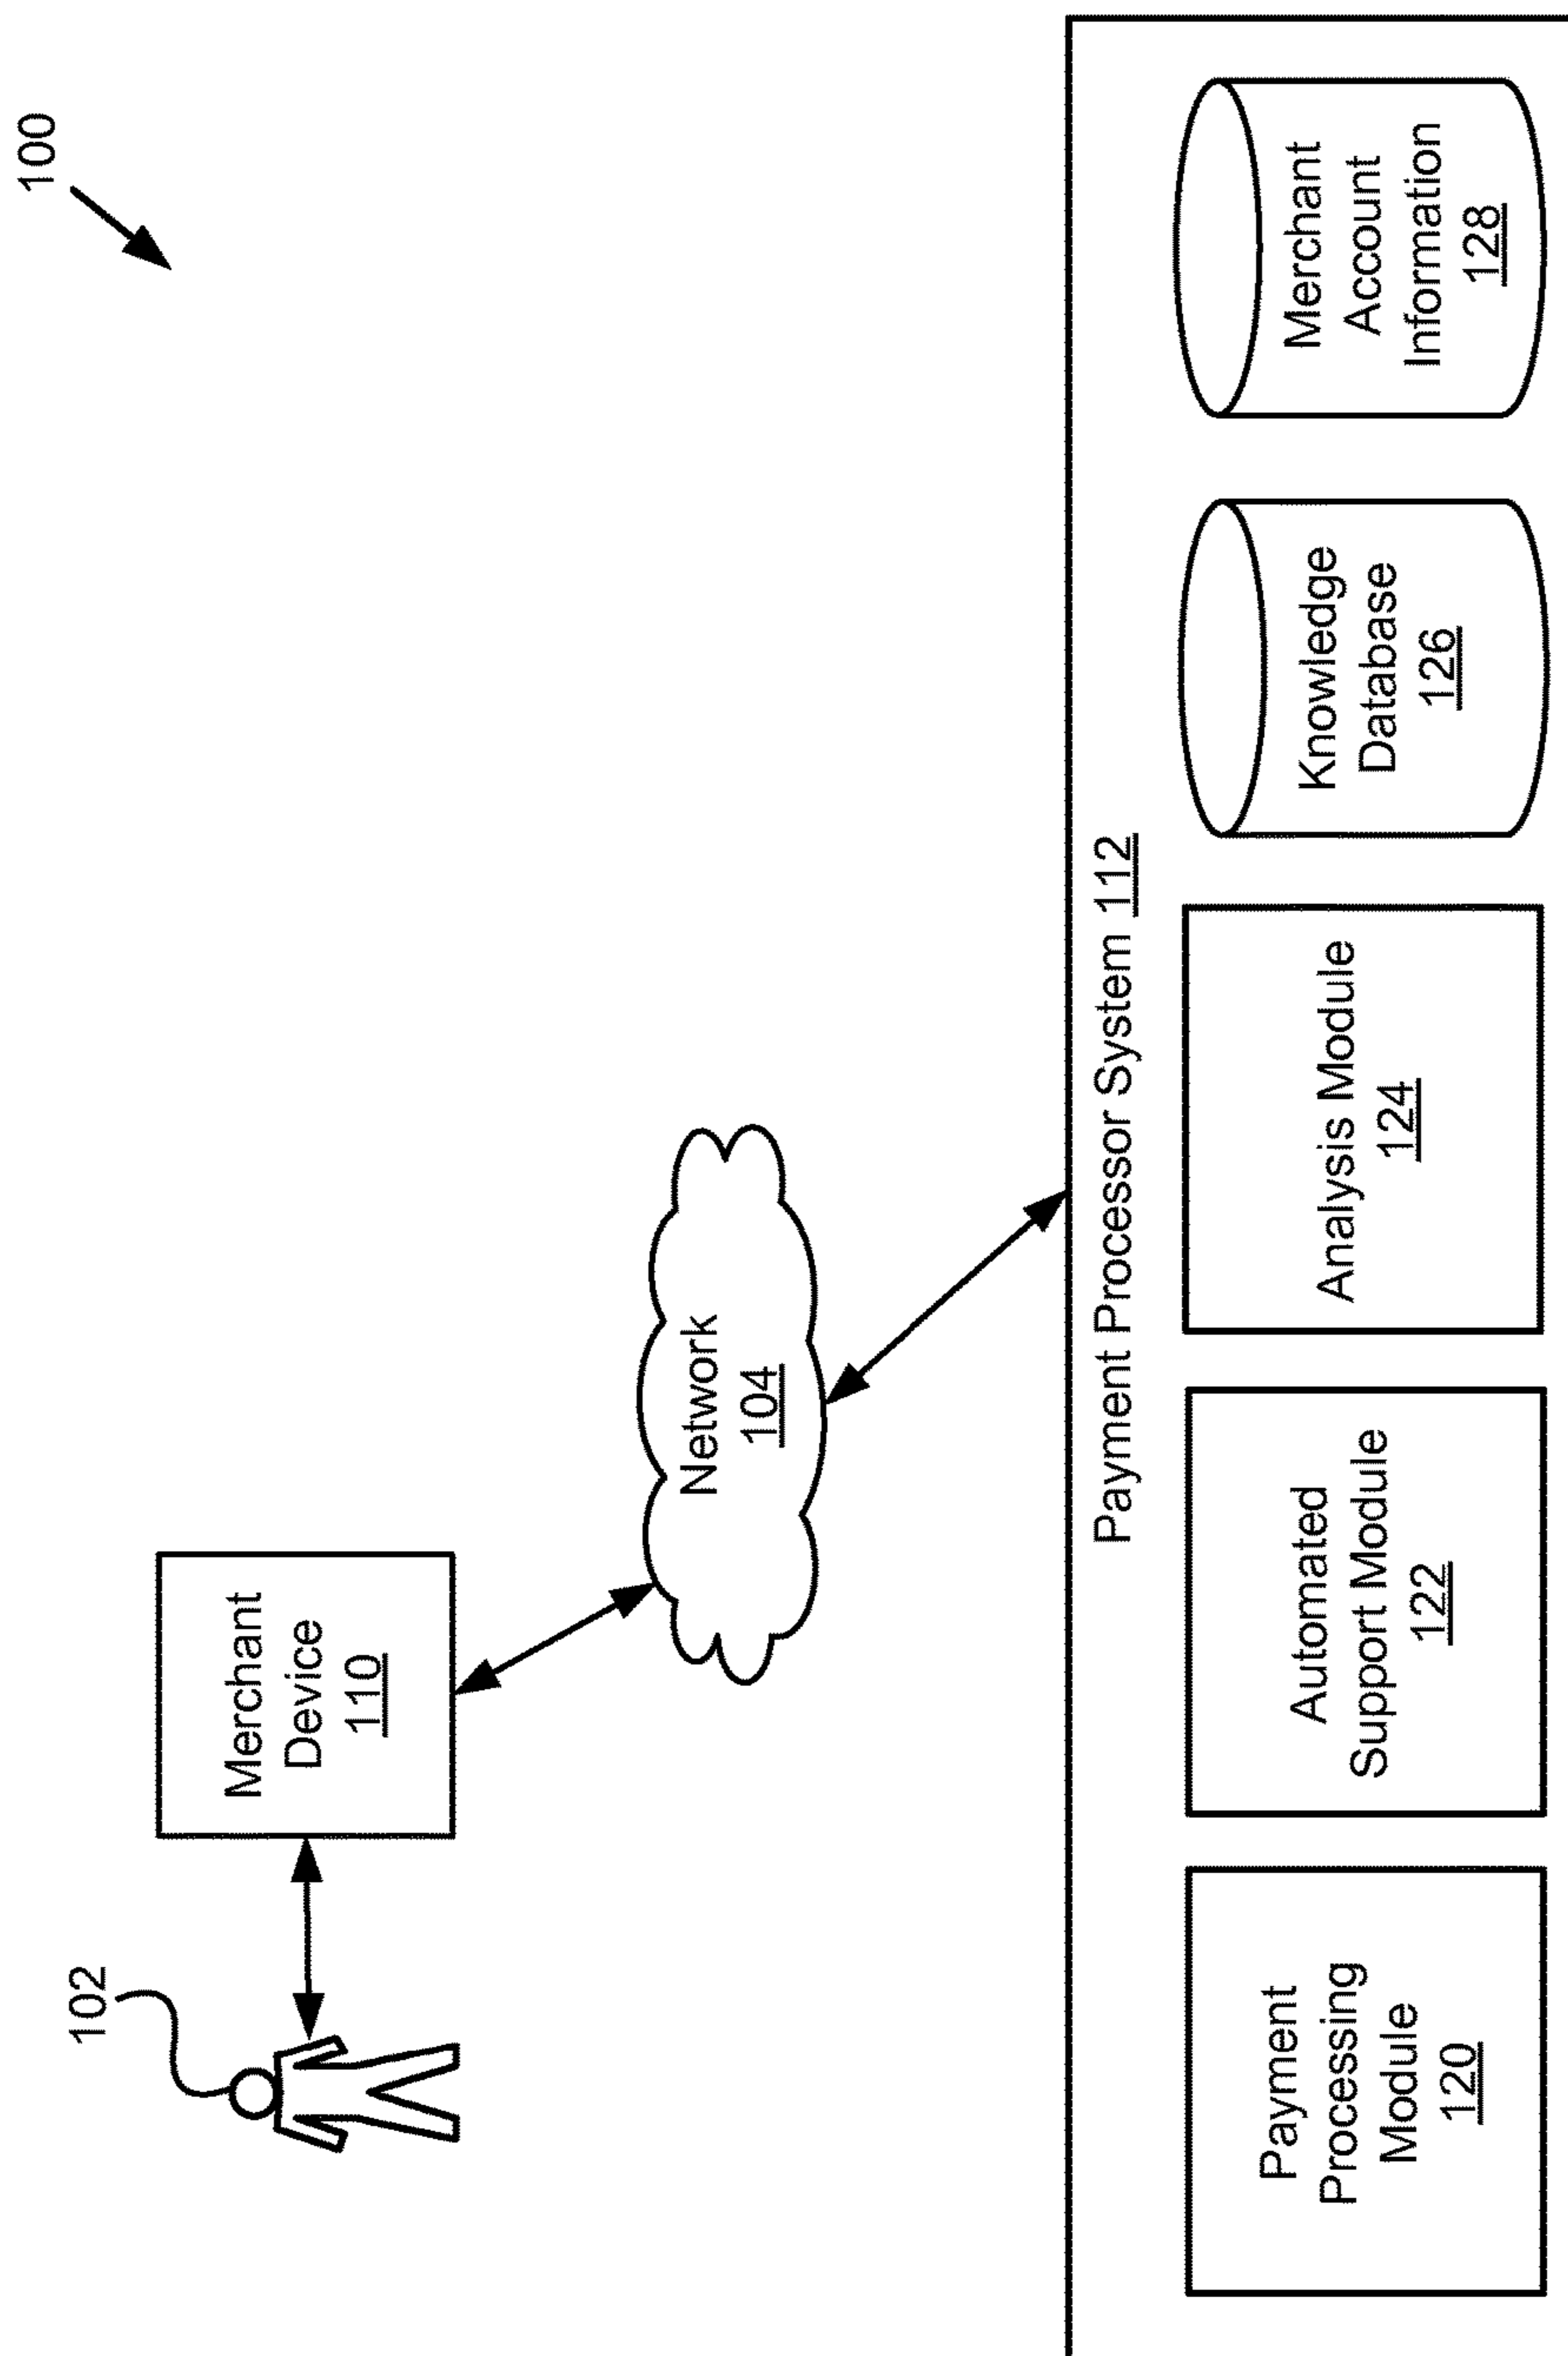 100
102
Merchant
Device
110
Network
104
Payment Processor System 112
Payment
Processing
Module
120
Automated
Support Module
122
Analysis Module
124
Knowledge
Database
126
Merchant
Account
Information
128